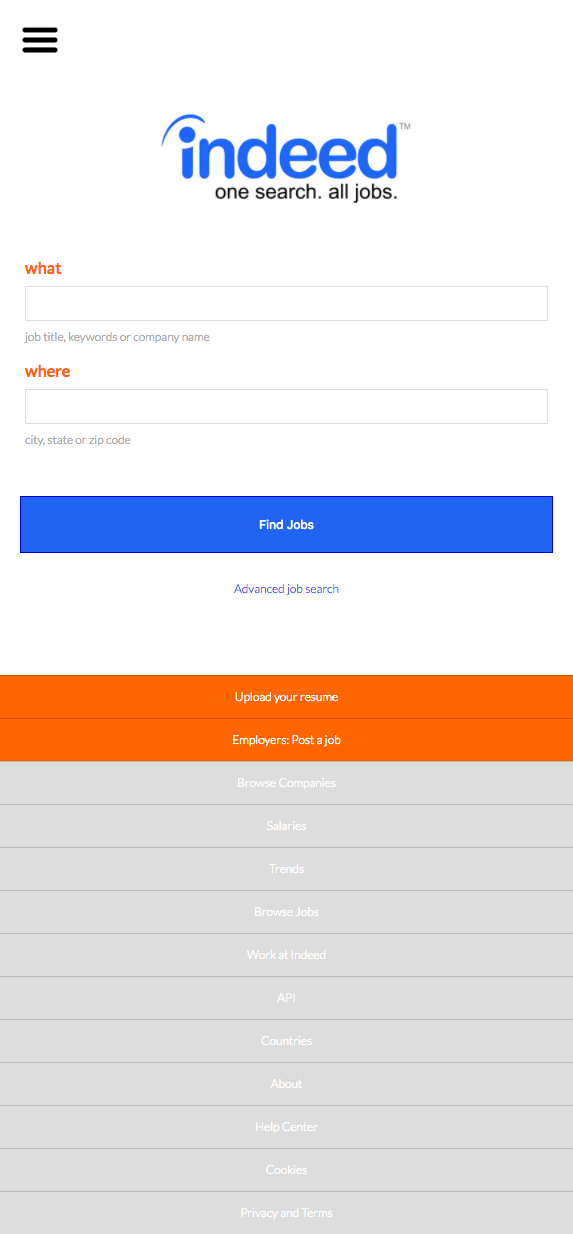 indeed™
one search. all jobs.
what
job title, keywords or company name
where
city, state or zip code
Find Jobs
Advanced job search
Upload your resume
Employers: Post a job
Browse Companies
Salaries
Trends
Browse Jobs
Work at Indeed
API
Countries
About
Help Center
Cookies
Privacy and Terms